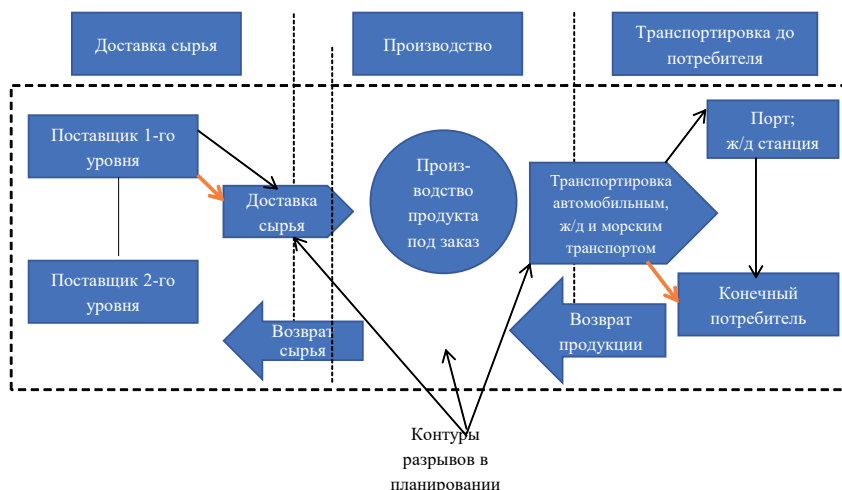 Доставка сырья
Производство
Транспортировка до
потребителя
Поставщик 1-го
уровня
Порт;
ж/д станция
Доставка
сырья
Произ-
водство
продукта
под заказ
Транспортировка
автомобильным,
ж/д и морским
транспортом
Поставщик 2-го
уровня
Возврат
сырья
Возврат
продукции
Конечный
потребитель
Контуры
разрывов в
планировании